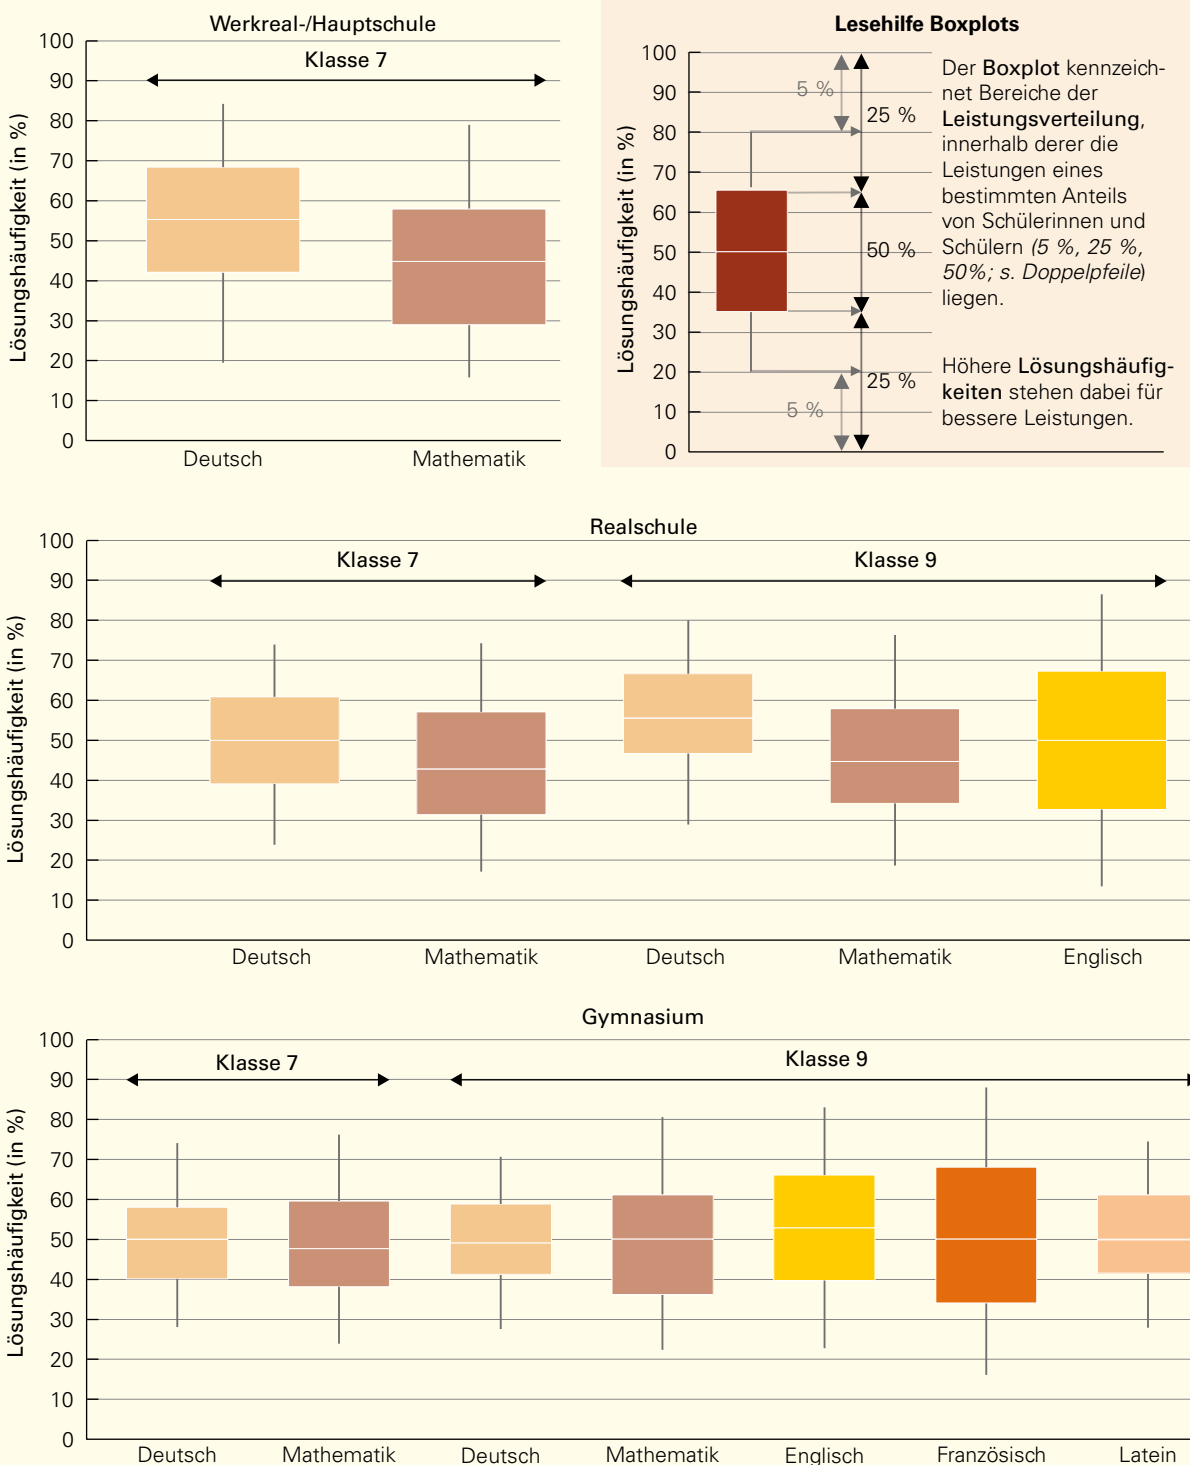 Werkreal-/Hauptschule
Lösungshäufigkeit (in %)
100
90
80
70
60
50
40
30
20
10
0
Klasse 7
Deutsch Mathematik
Lesehilfe Boxplots
Lösungshäufigkeit (in %)
100
90
80
70
60
50
40
30
20
10
0
5 %
25 %
50 %
25 %
5 %
Der Boxplot kennzeich-
net Bereiche der
Leistungsverteilung,
innerhalb derer die
Leistungen eines
bestimmten Anteils
von Schülerinnen und
Schülern (5 %, 25 %,
50%; s. Doppelpfeile)
liegen.
Höhere Lösungshäufig-
keiten stehen dabei für
bessere Leistungen.
Realschule
Lösungshäufigkeit (in %)
100
90
80
70
60
50
40
30
20
10
0
Klasse 7 Klasse 9
Deutsch Mathematik Deutsch Mathematik Englisch
Gymnasium
Lösungshäufigkeit (in %)
100
90
80
70
60
50
40
30
20
10
0
Klasse 7 Klasse 9
Deutsch Mathematik Deutsch Mathematik Englisch Französisch Latein